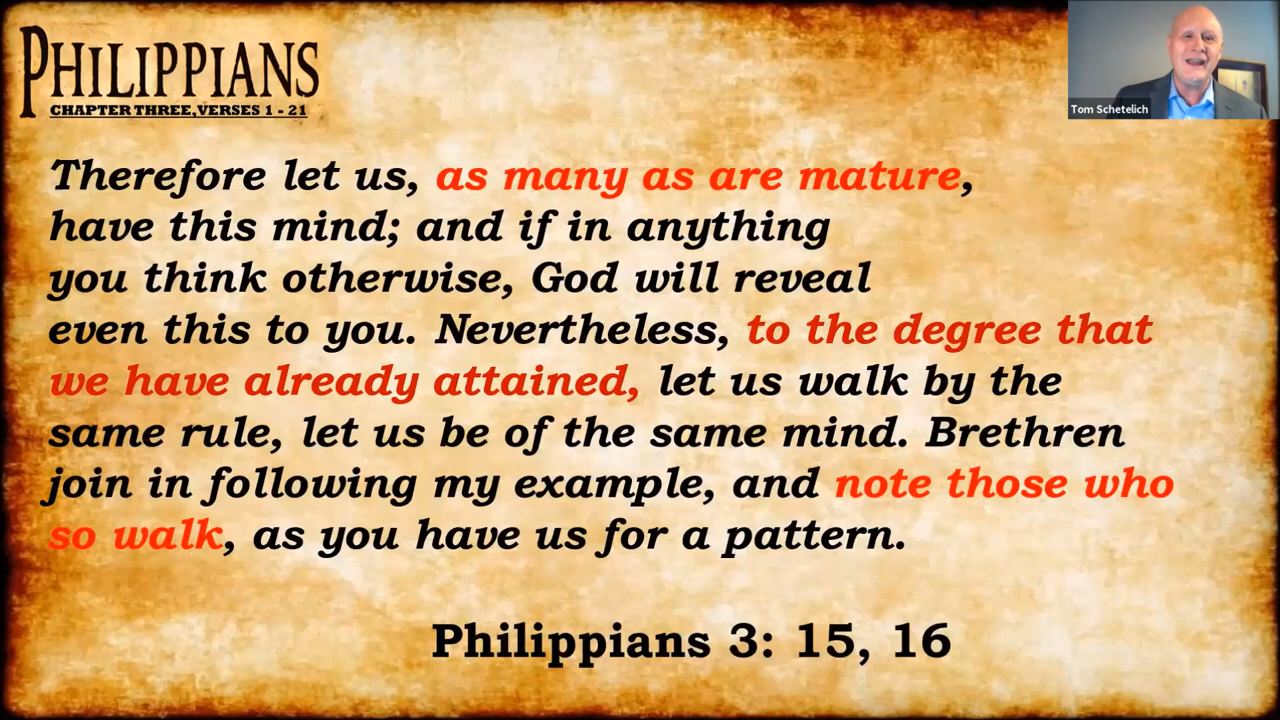 PHILIPPIANS
CHAPTER THREE, VERSES 1 - 21
Tom Schetelich
Therefore let us, as many as are mature,
have this mind; and if in anything
you think otherwise, God will reveal
even this to you. Nevertheless, to the degree that
we have already attained, let us walk by the
same rule, let us be of the same mind. Brethren
join in following my example, and note those who
so walk, as you have us for a pattern.
Philippians 3: 15, 16